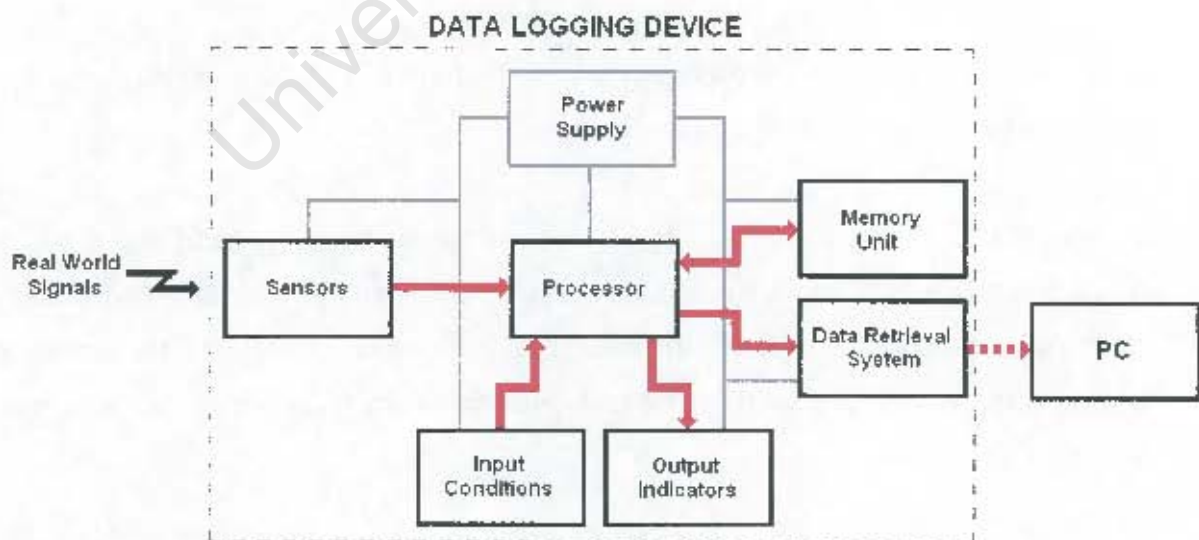 Univer
DATA LOGGING DEVICE
Power
Supply
Memory
Unit
Real World
Signals
Sensors
Processor
Data Retrieval
System
PC
Input
Conditions
Output
Indicators